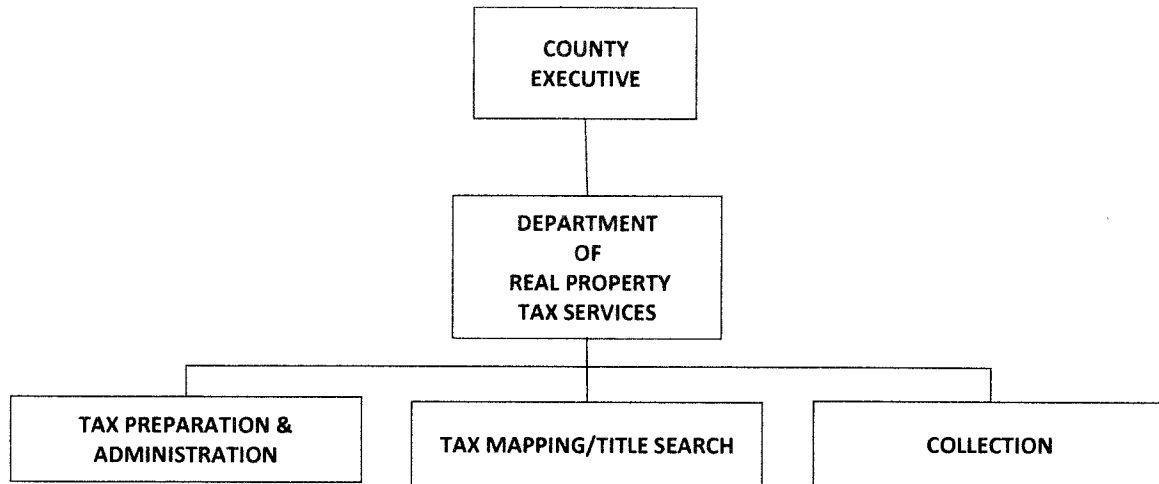 COUNTY
EXECUTIVE
DEPARTMENT
OF
REAL PROPERTY
TAX SERVICES
TAX PREPARATION &
ADMINISTRATION
TAX MAPPING/TITLE SEARCH
COLLECTION